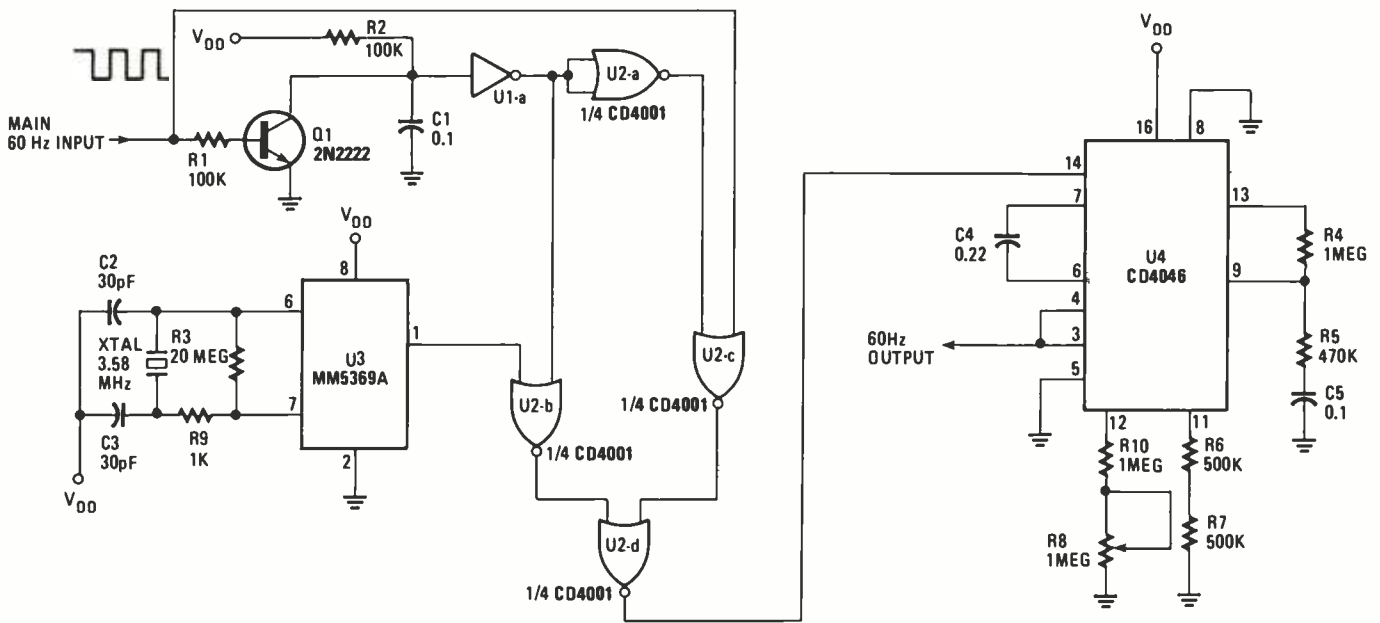 V_DD
R2
100K
U1-a
U2-a
1/4 CD4001
MAIN
60 Hz INPUT
R1
100K
Q1
2N2222
C1
0.1
V_DD
C2
30pF
8
6
XTAL
3.58
MHz
R3
20 MEG
U3
MM5369A
1
7
C3
30pF
R9
1K
2
V_DD
U2-b
1/4 CD4001
U2-c
1/4 CD4001
U2-d
1/4 CD4001
V_DD
16
8
14
7
C4
0.22
6
U4
CD4046
13
R4
1MEG
9
4
60Hz
OUTPUT
3
5
R5
470K
C5
0.1
12
11
R10
1MEG
R6
500K
R8
1MEG
R7
500K